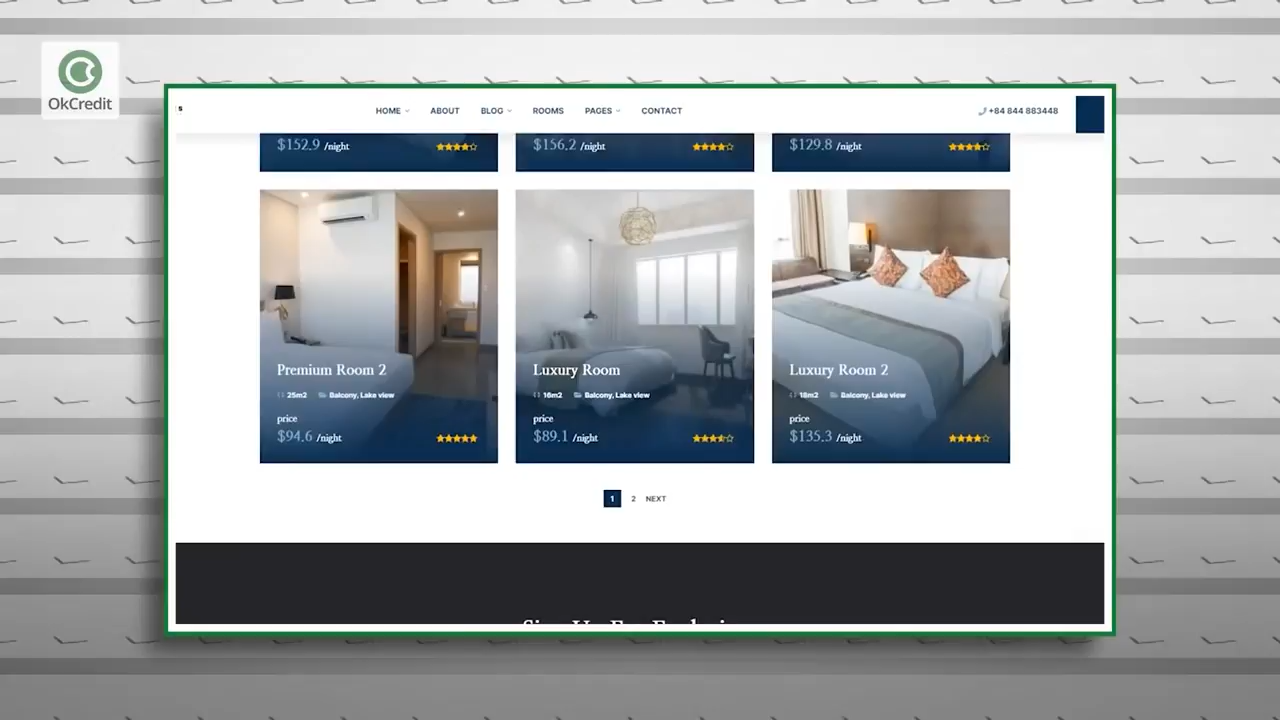 OkCredit
s
HOME ABOUT BLOG ROOMS PAGES CONTACT +84 844 883448
$152.9 /night $156.2 /night $129.8 /night
Premium Room 2
25m2 Balcony, Lake view
price
$94.6 /night
Luxury Room
16m2 Balcony, Lake view
price
$89.1 /night
Luxury Room 2
18m2 Balcony, Lake view
price
$135.3 /night
1 2 NEXT